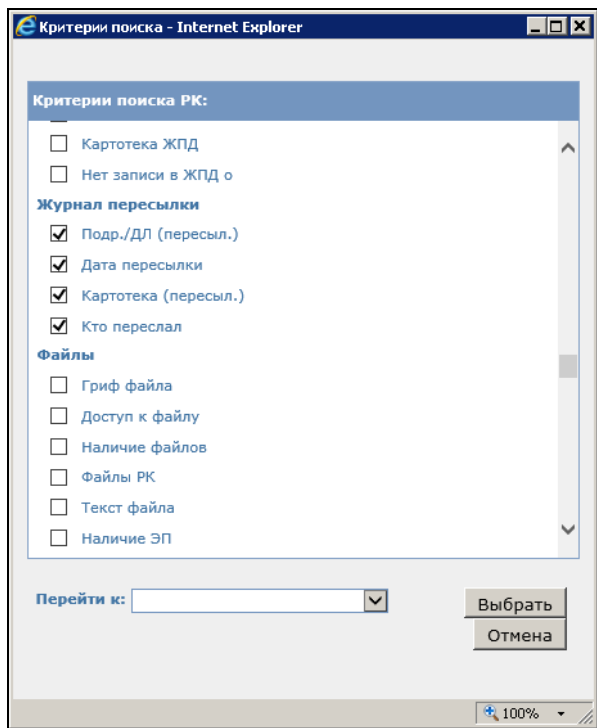 Критерии поиска - Internet Explorer
Критерии поиска РК:
Картотека ЖПД
Нет записи в ЖПД о
Журнал пересылки
Подр./ДЛ (пересыл.)
Дата пересылки
Картотека (пересыл.)
Кто переслал
Файлы
Гриф файла
Доступ к файлу
Наличие файлов
Файлы РК
Текст файла
Наличие ЭП
Перейти к:
Выбрать
Отмена
100%